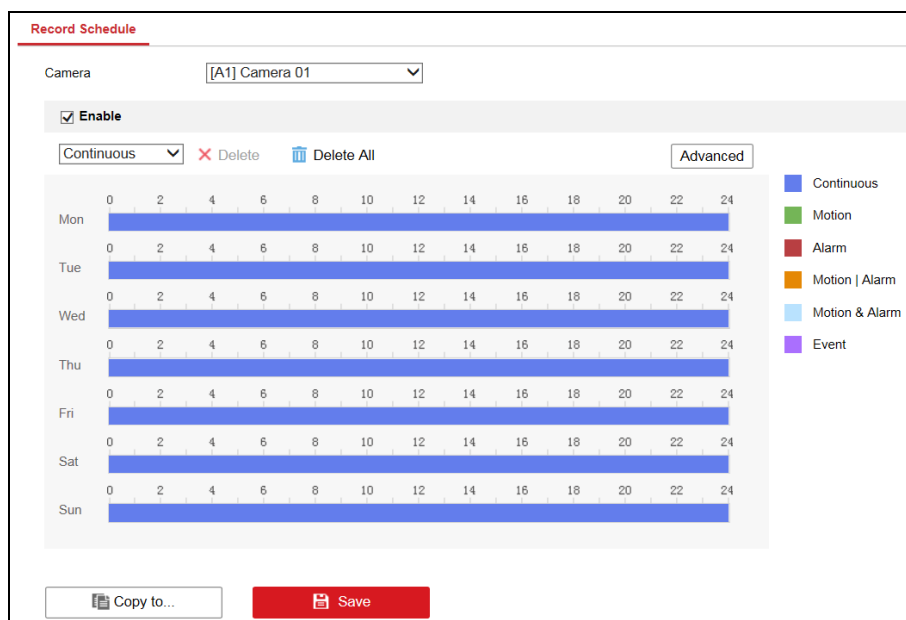 Record Schedule
Camera [A1] Camera 01
Enable
Continuous Delete Delete All Advanced
0 2 4 6 8 10 12 14 16 18 20 22 24
Mon
0 2 4 6 8 10 12 14 16 18 20 22 24
Tue
0 2 4 6 8 10 12 14 16 18 20 22 24
Wed
0 2 4 6 8 10 12 14 16 18 20 22 24
Thu
0 2 4 6 8 10 12 14 16 18 20 22 24
Fri
0 2 4 6 8 10 12 14 16 18 20 22 24
Sat
0 2 4 6 8 10 12 14 16 18 20 22 24
Sun
Continuous
Motion
Alarm
Motion | Alarm
Motion & Alarm
Event
Copy to... Save